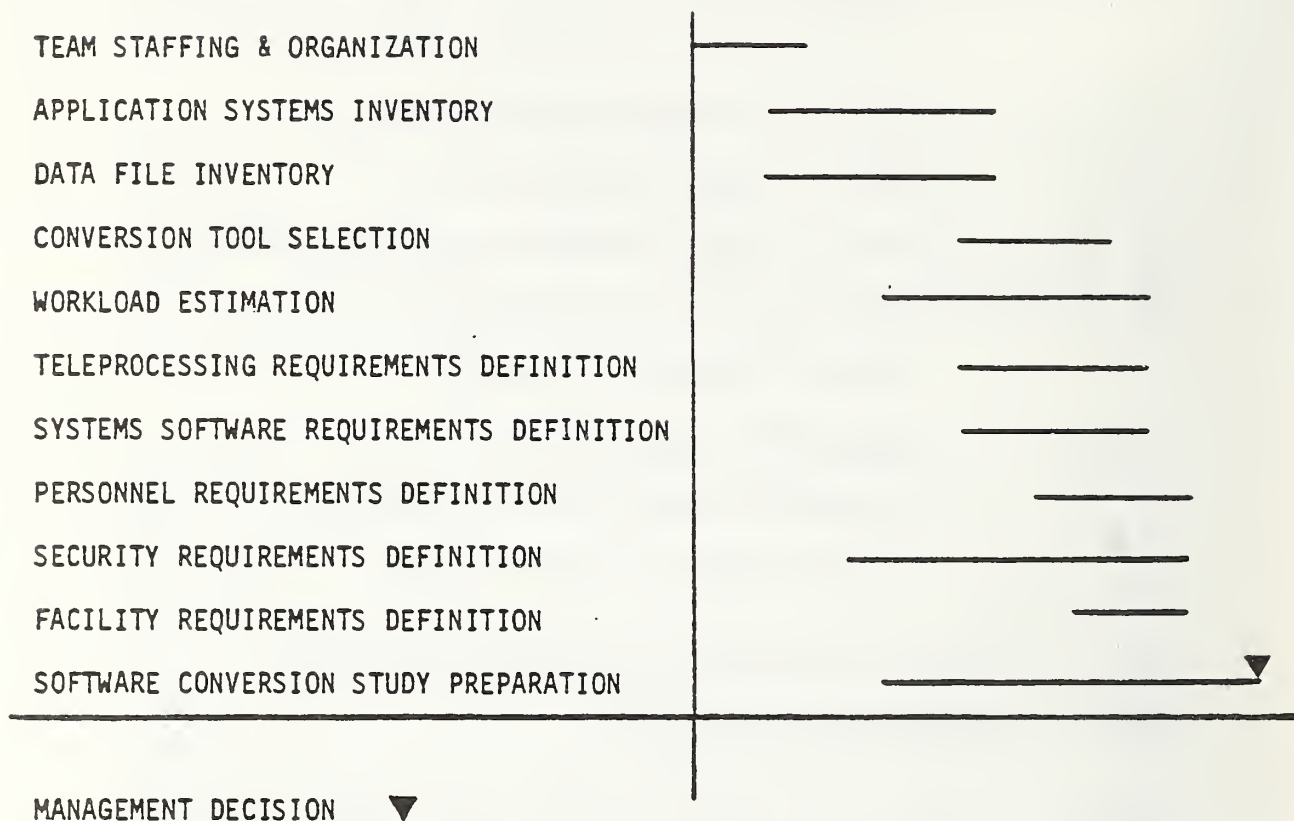 TEAM STAFFING & ORGANIZATION
APPLICATION SYSTEMS INVENTORY
DATA FILE INVENTORY
CONVERSION TOOL SELECTION
WORKLOAD ESTIMATION
TELEPROCESSING REQUIREMENTS DEFINITION
SYSTEMS SOFTWARE REQUIREMENTS DEFINITION
PERSONNEL REQUIREMENTS DEFINITION
SECURITY REQUIREMENTS DEFINITION
FACILITY REQUIREMENTS DEFINITION
SOFTWARE CONVERSION STUDY PREPARATION
MANAGEMENT DECISION ▼